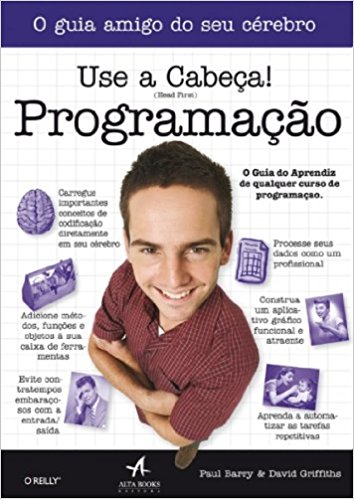 O guia amigo do seu cérebro
Use a Cabeça!
(Head First)
Programação
O Guia do Aprendiz
de qualquer curso de
programação.
Carregue
importantes
conceitos de
codificação
diretamente
em seu cérebro
Processe seus
dados como um
profissional
Adicione méto-
dos, funções e
objetos à sua
caixa de ferra-
mentas
Construa
um aplica-
tivo gráfico
funcional e
atraente
Evite
contratempos
embaraço-
sos com a
entrada/
saída
Aprenda a automa-
tizar as tarefas
repetitivas
O REILLY®
ALTA BOOKS
EDITORA
Paul Barry & David Griffiths